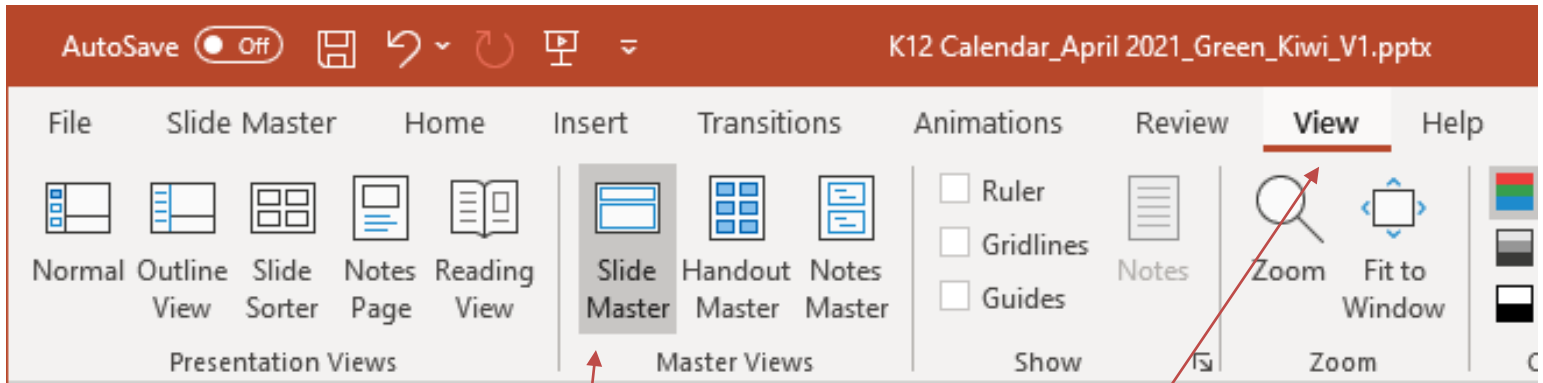 AutoSave Off K12 Calendar_April 2021_Green_Kiwi_V1.pptx
File Slide Master Home Insert Transitions Animations Review View Help
Normal Outline View Slide Sorter Notes Page Reading View
Presentation Views
Slide Master Handout Master Notes Master
Master Views
Ruler
Gridlines
Guides
Notes
Show
Zoom Fit to Window
Zoom